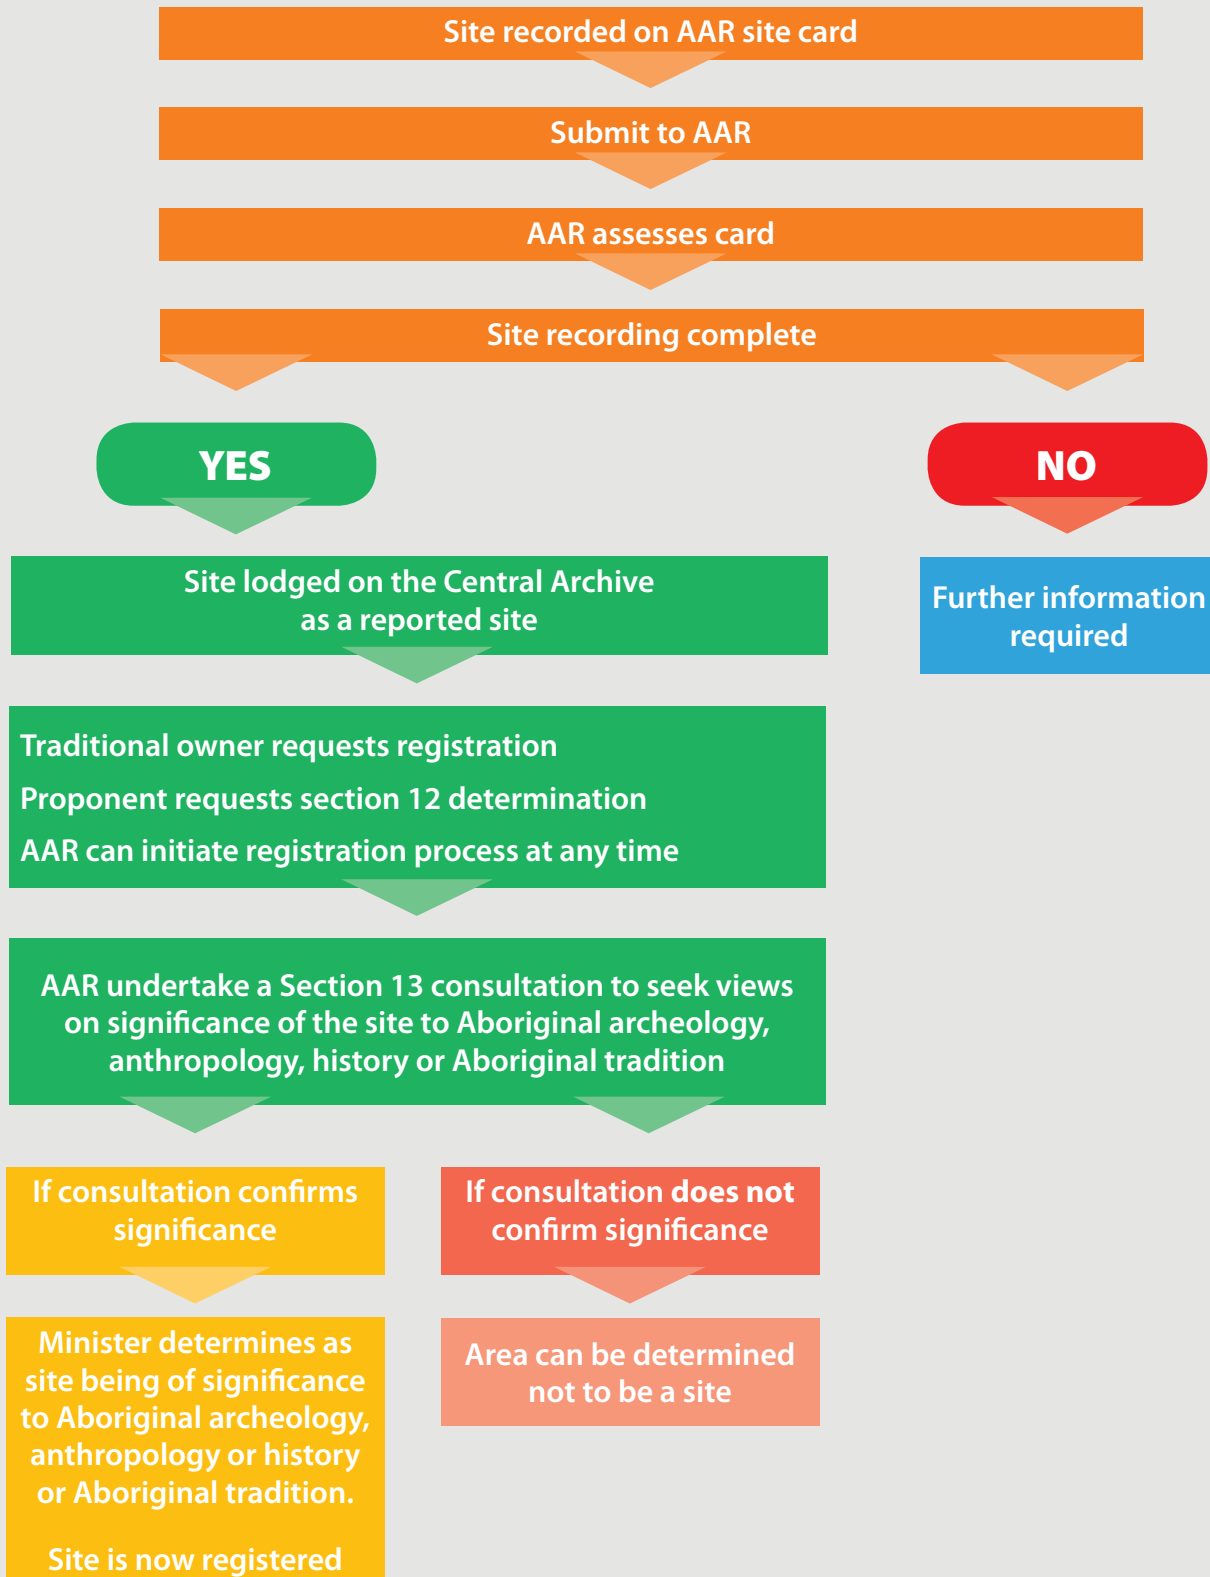 Site recorded on AAR site card
Submit to AAR
AAR assesses card
Site recording complete
YES
NO
Site lodged on the Central Archive
as a reported site
Further information
required
Traditional owner requests registration
Proponent requests section 12 determination
AAR can initiate registration process at any time
AAR undertake a Section 13 consultation to seek views
on significance of the site to Aboriginal archeology,
anthropology, history or Aboriginal tradition
If consultation confirms
significance
If consultation does not
confirm significance
Minister determines as
site being of significance
to Aboriginal archeology,
anthropology or history
or Aboriginal tradition.
Site is now registered
Area can be determined
not to be a site